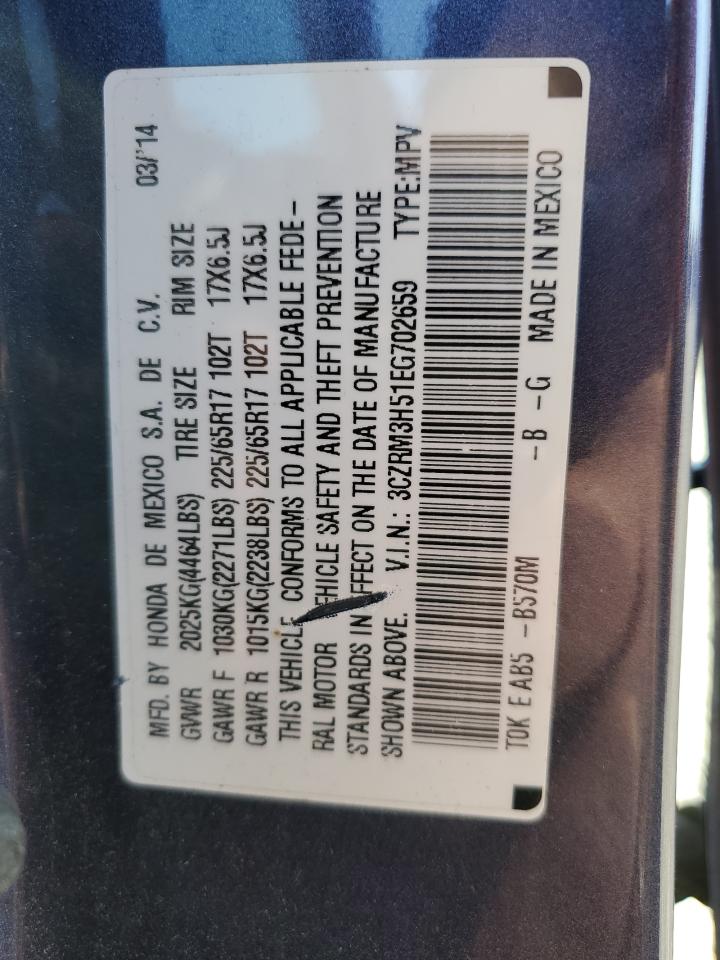 MFD. BY HONDA DE MEXICO S.A. DE C.V. 03/'14
GVWR 2025KG(4464LBS) TIRE SIZE RIM SIZE
GAWR F 1030KG(2271LBS) 225/65R17 102T 17X6.5J
GAWR R 1015KG(2238LBS) 225/65R17 102T 17X6.5J
THIS VEHICLE CONFORMS TO ALL APPLICABLE FEDE-
RAL MOTOR VEHICLE SAFETY AND THEFT PREVENTION
STANDARDS IN EFFECT ON THE DATE OF MANUFACTURE
SHOWN ABOVE. V.I.N.: 3CZRM3H51EG702659 TYPE:MPV
T0K E AB5 -B570M -B -G MADE IN MEXICO